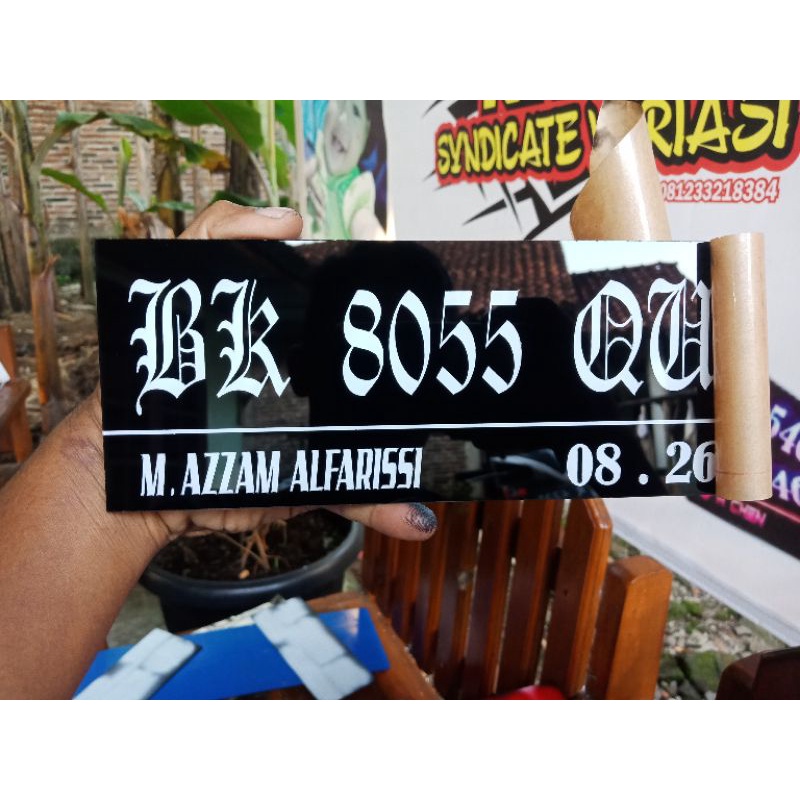 SYNDICATE
081233218384
Bk 8055 QU
M. AZZAM ALFARISSI
08 . 26